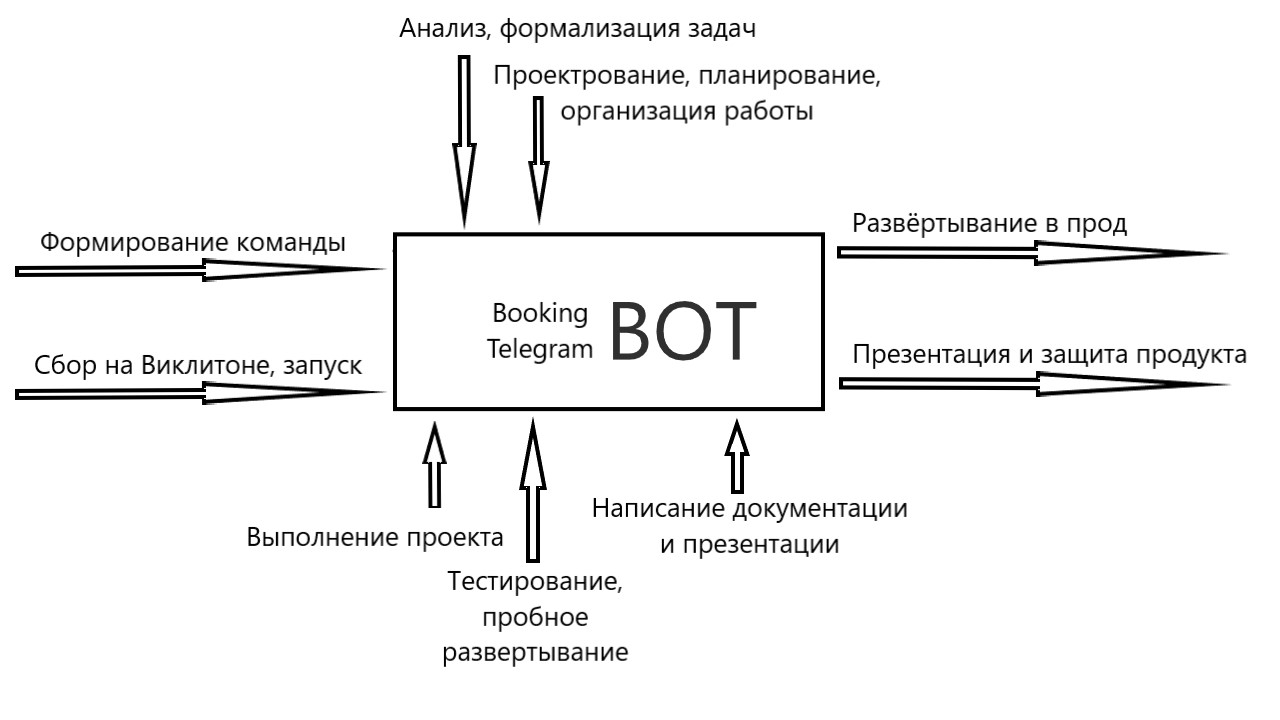 Анализ, формализация задач
Проектрование, планирование,
организация работы
Формирование команды
Развёртывание в прод
Booking
Telegram
BOT
Сбор на Виклитоне, запуск
Презентация и защита продукта
Выполнение проекта
Написание документации
и презентации
Тестирование,
пробное
развертывание